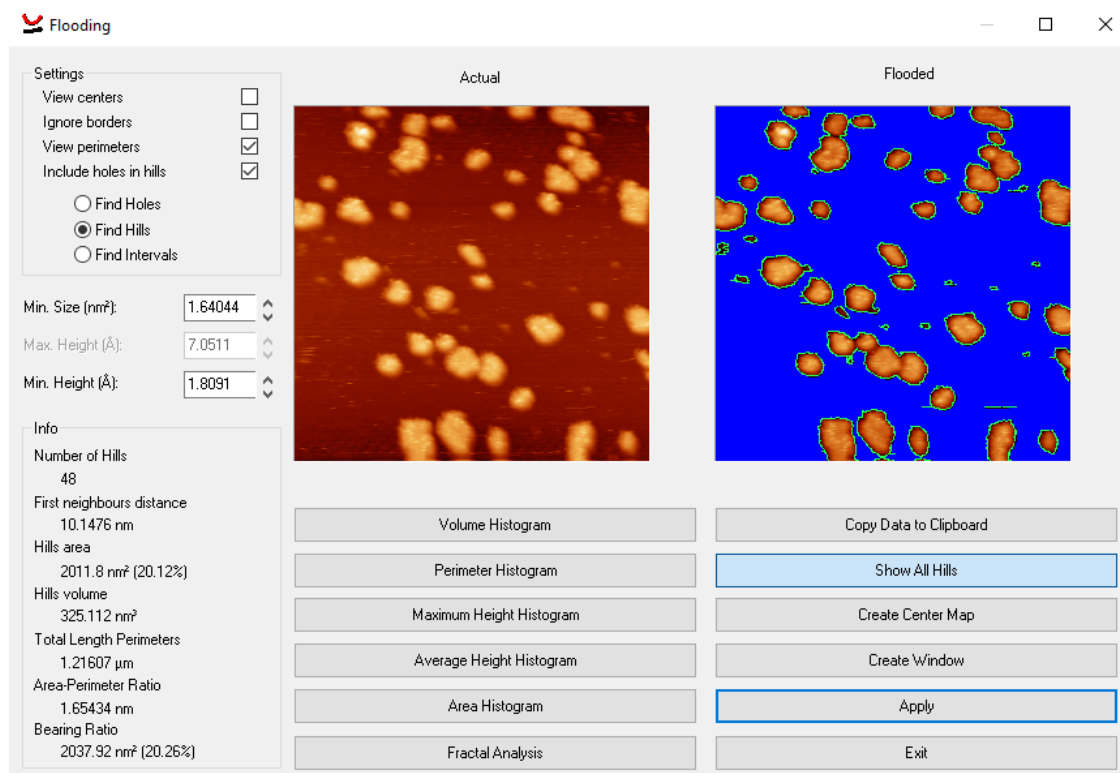 Flooding
Settings
View centers
Ignore borders
View perimeters
Include holes in hills
Find Holes
Find Hills
Find Intervals
Min. Size (nm²):
1.64044
Max. Height (Å):
7.0511
Min. Height (Å):
1.8091
Info
Number of Hills
48
First neighbours distance
10.1476 nm
Hills area
2011.8 nm² (20.12%)
Hills volume
325.112 nm³
Total Length Perimeters
1.21607 µm
Area-Perimeter Ratio
1.65434 nm
Bearing Ratio
2037.92 nm² (20.26%)
Actual
Flooded
Volume Histogram
Perimeter Histogram
Maximum Height Histogram
Average Height Histogram
Area Histogram
Fractal Analysis
Copy Data to Clipboard
Show All Hills
Create Center Map
Create Window
Apply
Exit